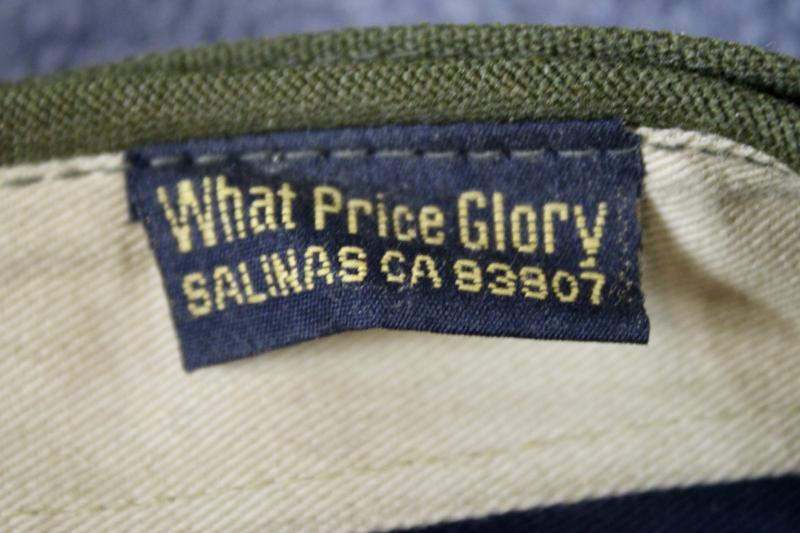 What Price Glory
SALINAS CA 93907